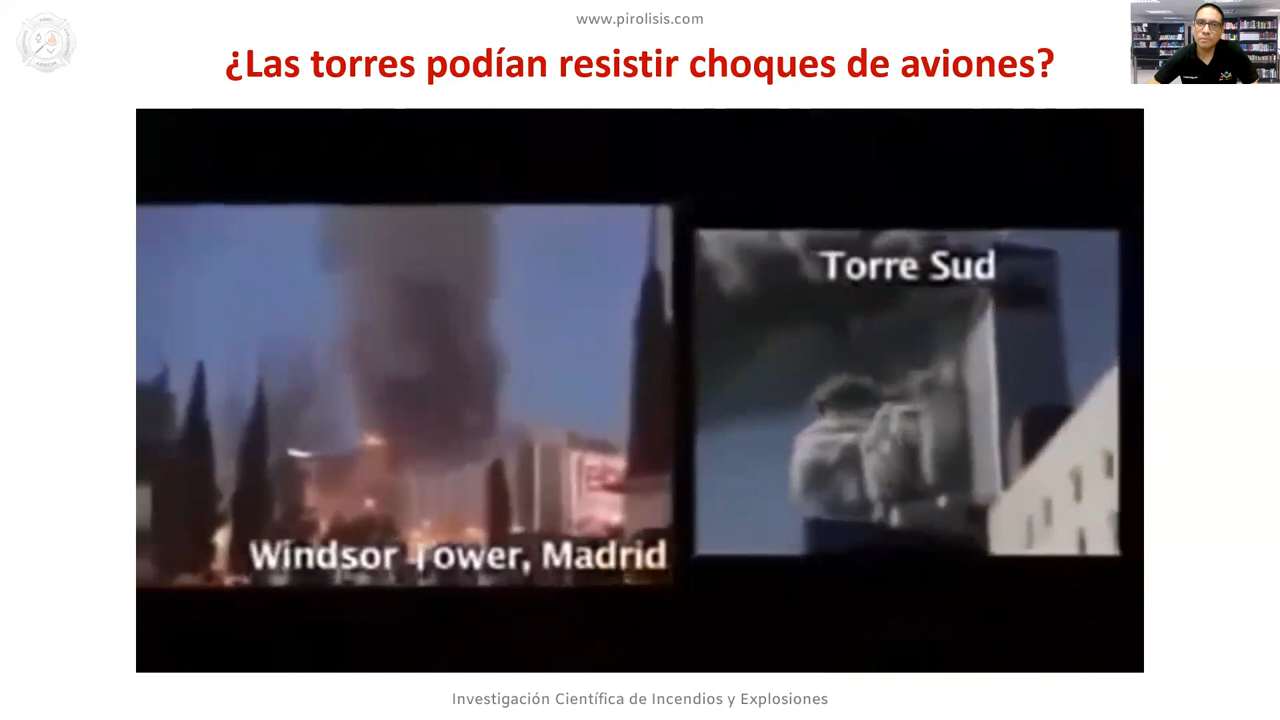 www.pirolisis.com
¿Las torres podían resistir choques de aviones?
Torre Sud
Windsor Tower, Madrid
Investigación Científica de Incendios y Explosiones